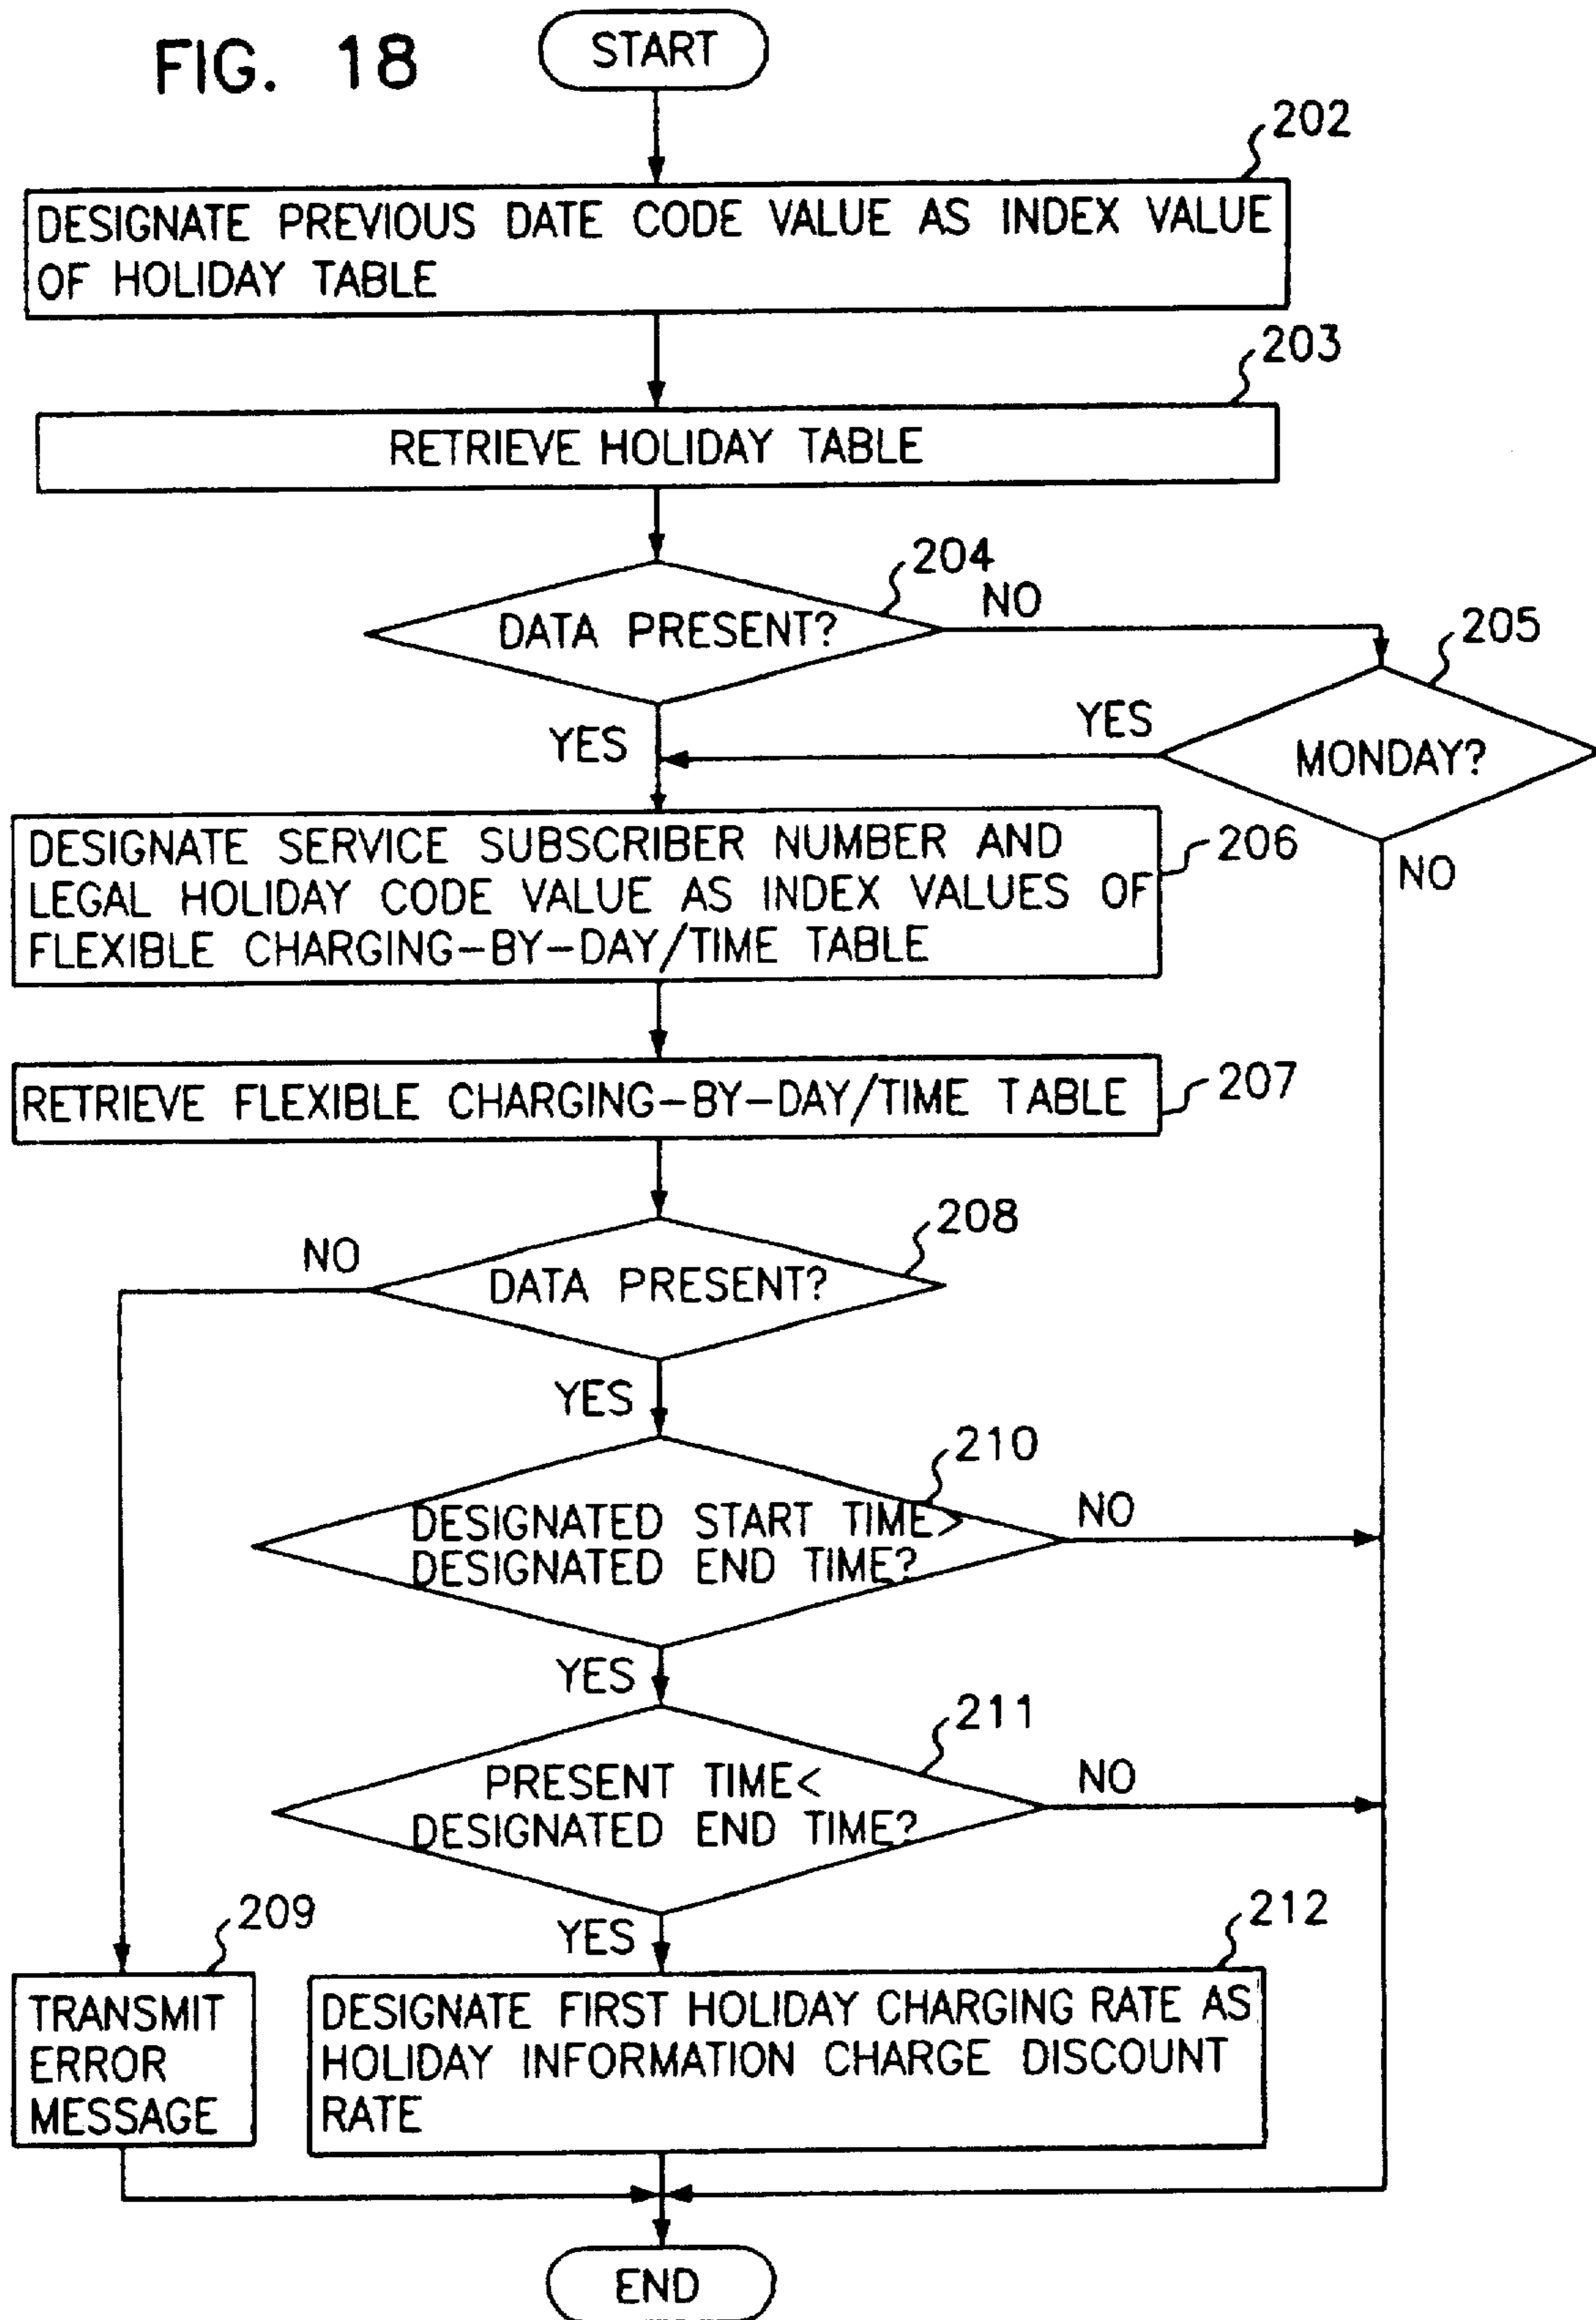 FIG. 18
START
202
DESIGNATE PREVIOUS DATE CODE VALUE AS INDEX VALUE
OF HOLIDAY TABLE
203
RETRIEVE HOLIDAY TABLE
204
DATA PRESENT?
NO
205
MONDAY?
YES
YES
NO
DESIGNATE SERVICE SUBSCRIBER NUMBER AND
LEGAL HOLIDAY CODE VALUE AS INDEX VALUES OF
FLEXIBLE CHARGING-BY-DAY/TIME TABLE
206
RETRIEVE FLEXIBLE CHARGING-BY-DAY/TIME TABLE
207
208
NO
DATA PRESENT?
YES
210
DESIGNATED START TIME>
DESIGNATED END TIME?
NO
YES
211
PRESENT TIME<
DESIGNATED END TIME?
NO
YES
209
TRANSMIT
ERROR
MESSAGE
212
DESIGNATE FIRST HOLIDAY CHARGING RATE AS
HOLIDAY INFORMATION CHARGE DISCOUNT
RATE
END